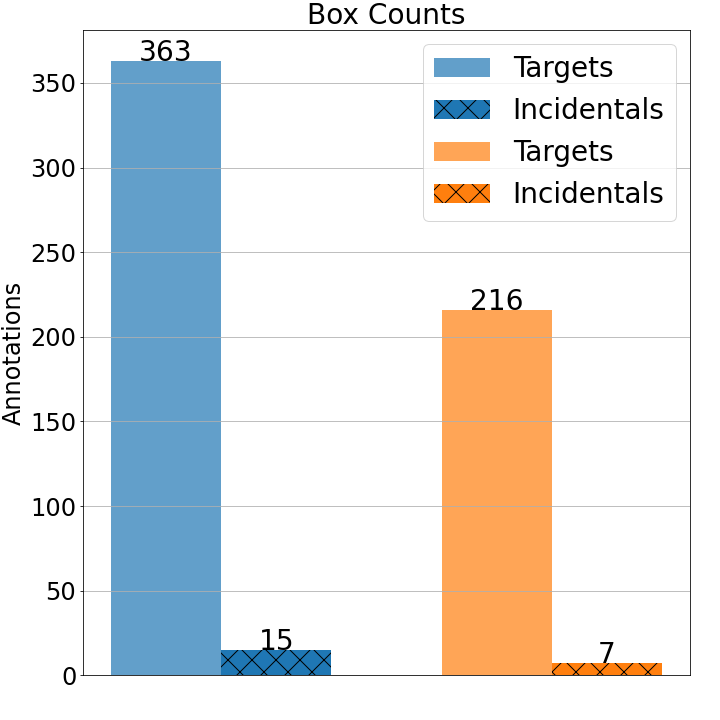 Box Counts
363
Targets
Incidentals
Targets
Incidentals
350
300
250
216
200
150
100
50
15
7
0
Annotations